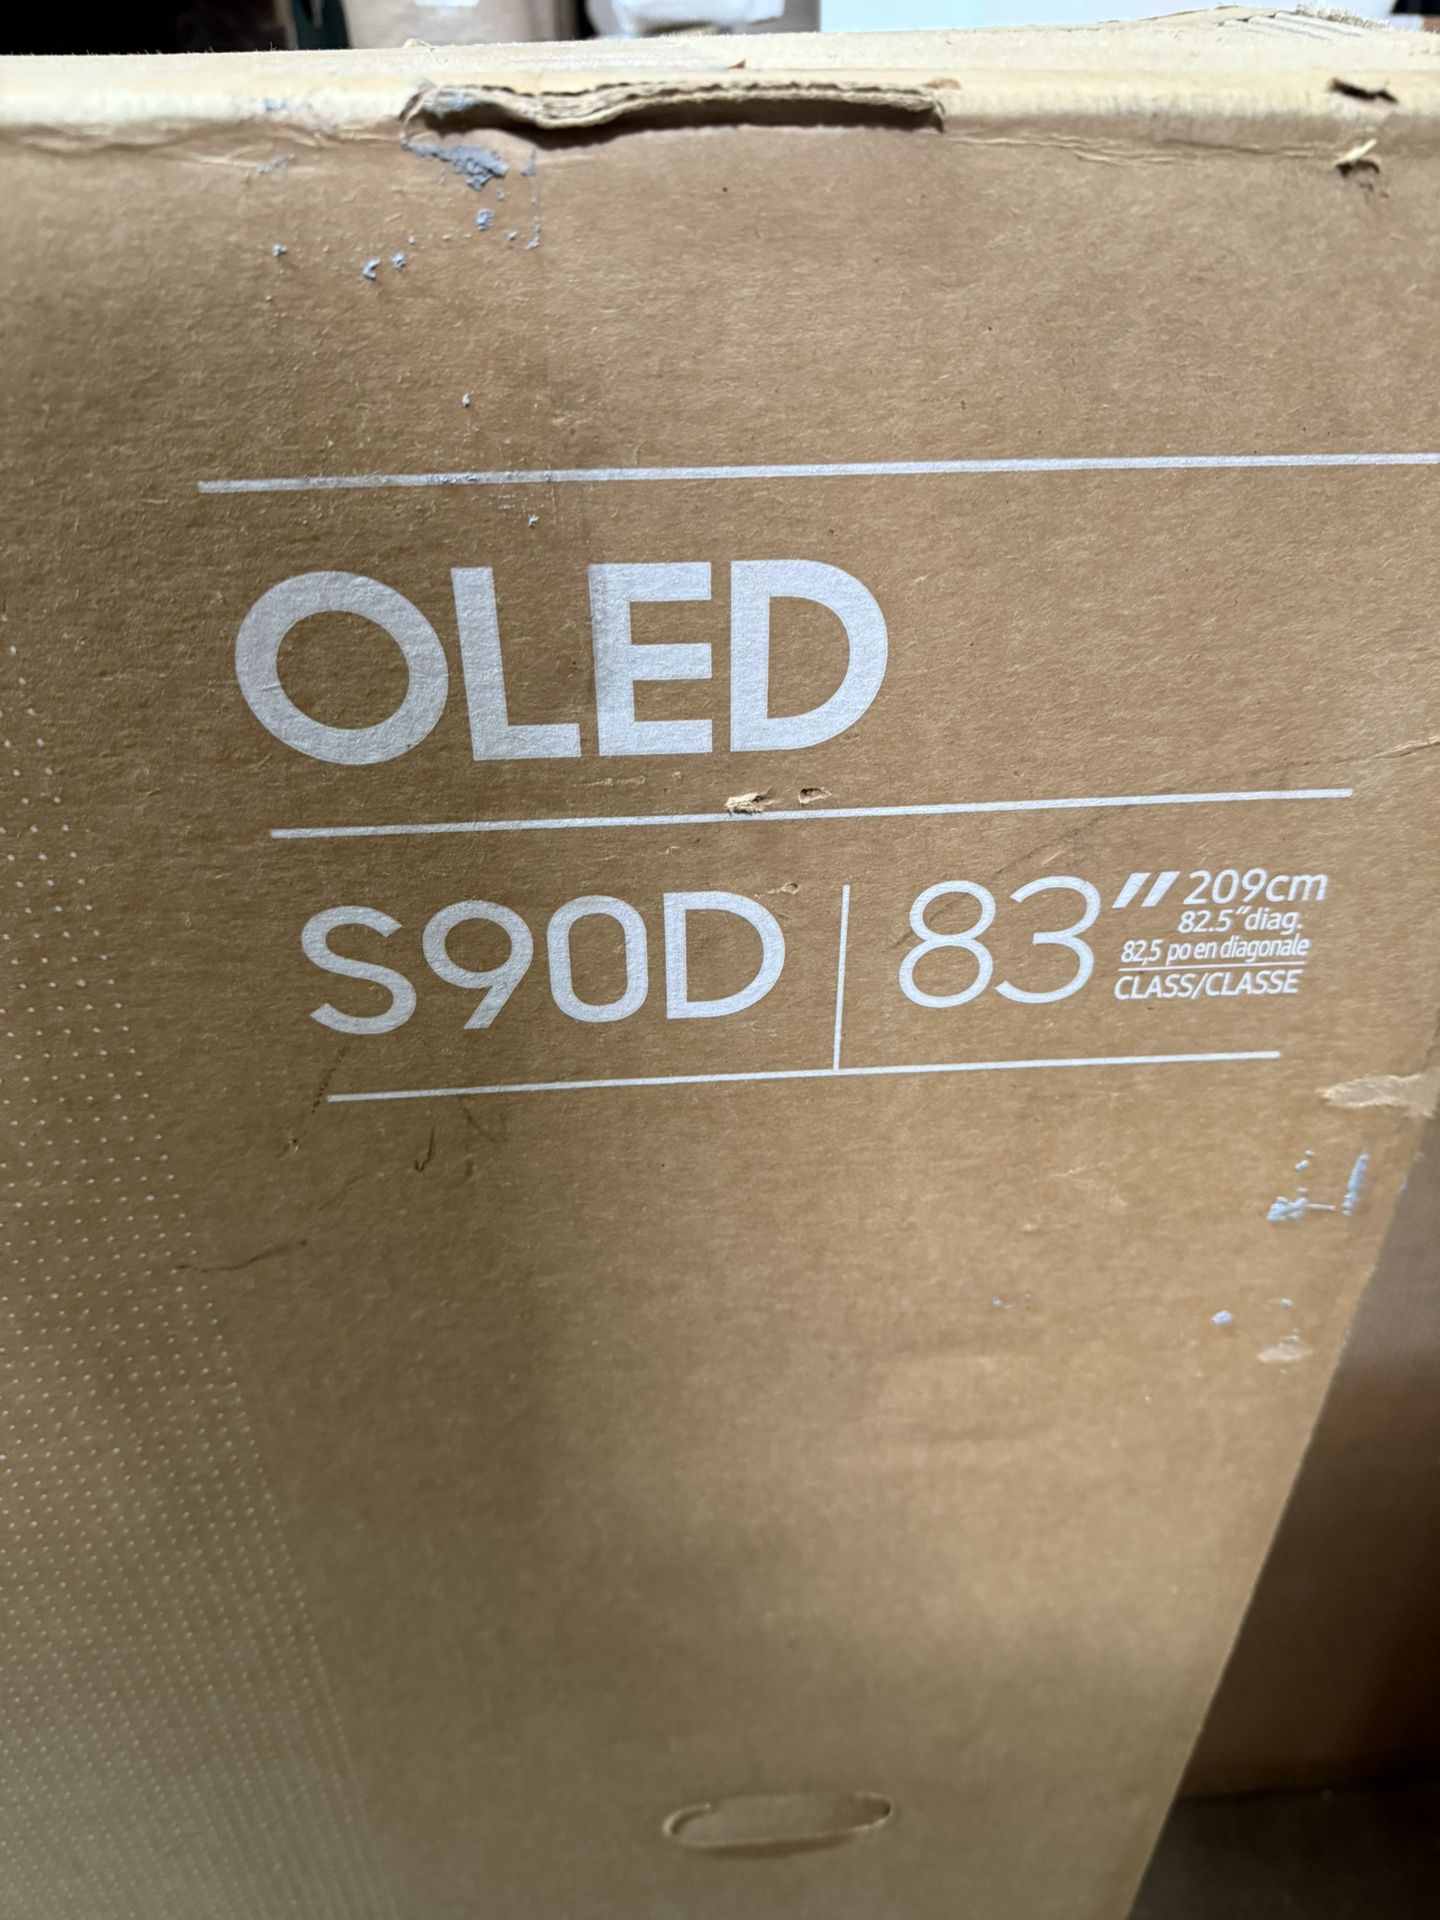 OLED
S90D 83" 209cm
82.5"diag.
82,5 po en diagonale
CLASS/CLASSE